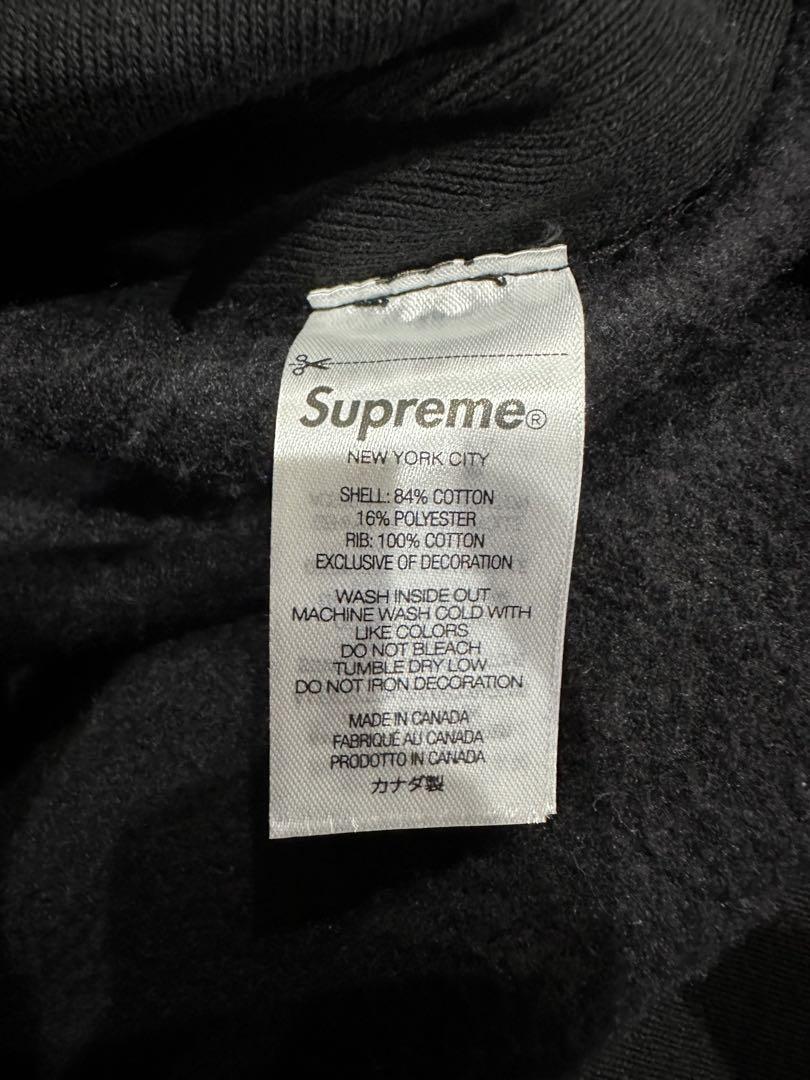 Supreme®
NEW YORK CITY
SHELL: 84% COTTON
16% POLYESTER
RIB: 100% COTTON
EXCLUSIVE OF DECORATION
WASH INSIDE OUT
MACHINE WASH COLD WITH
LIKE COLORS
DO NOT BLEACH
TUMBLE DRY LOW
DO NOT IRON DECORATION
MADE IN CANADA
FABRIQUÉ AU CANADA
PRODOTTO IN CANADA
カナダ製